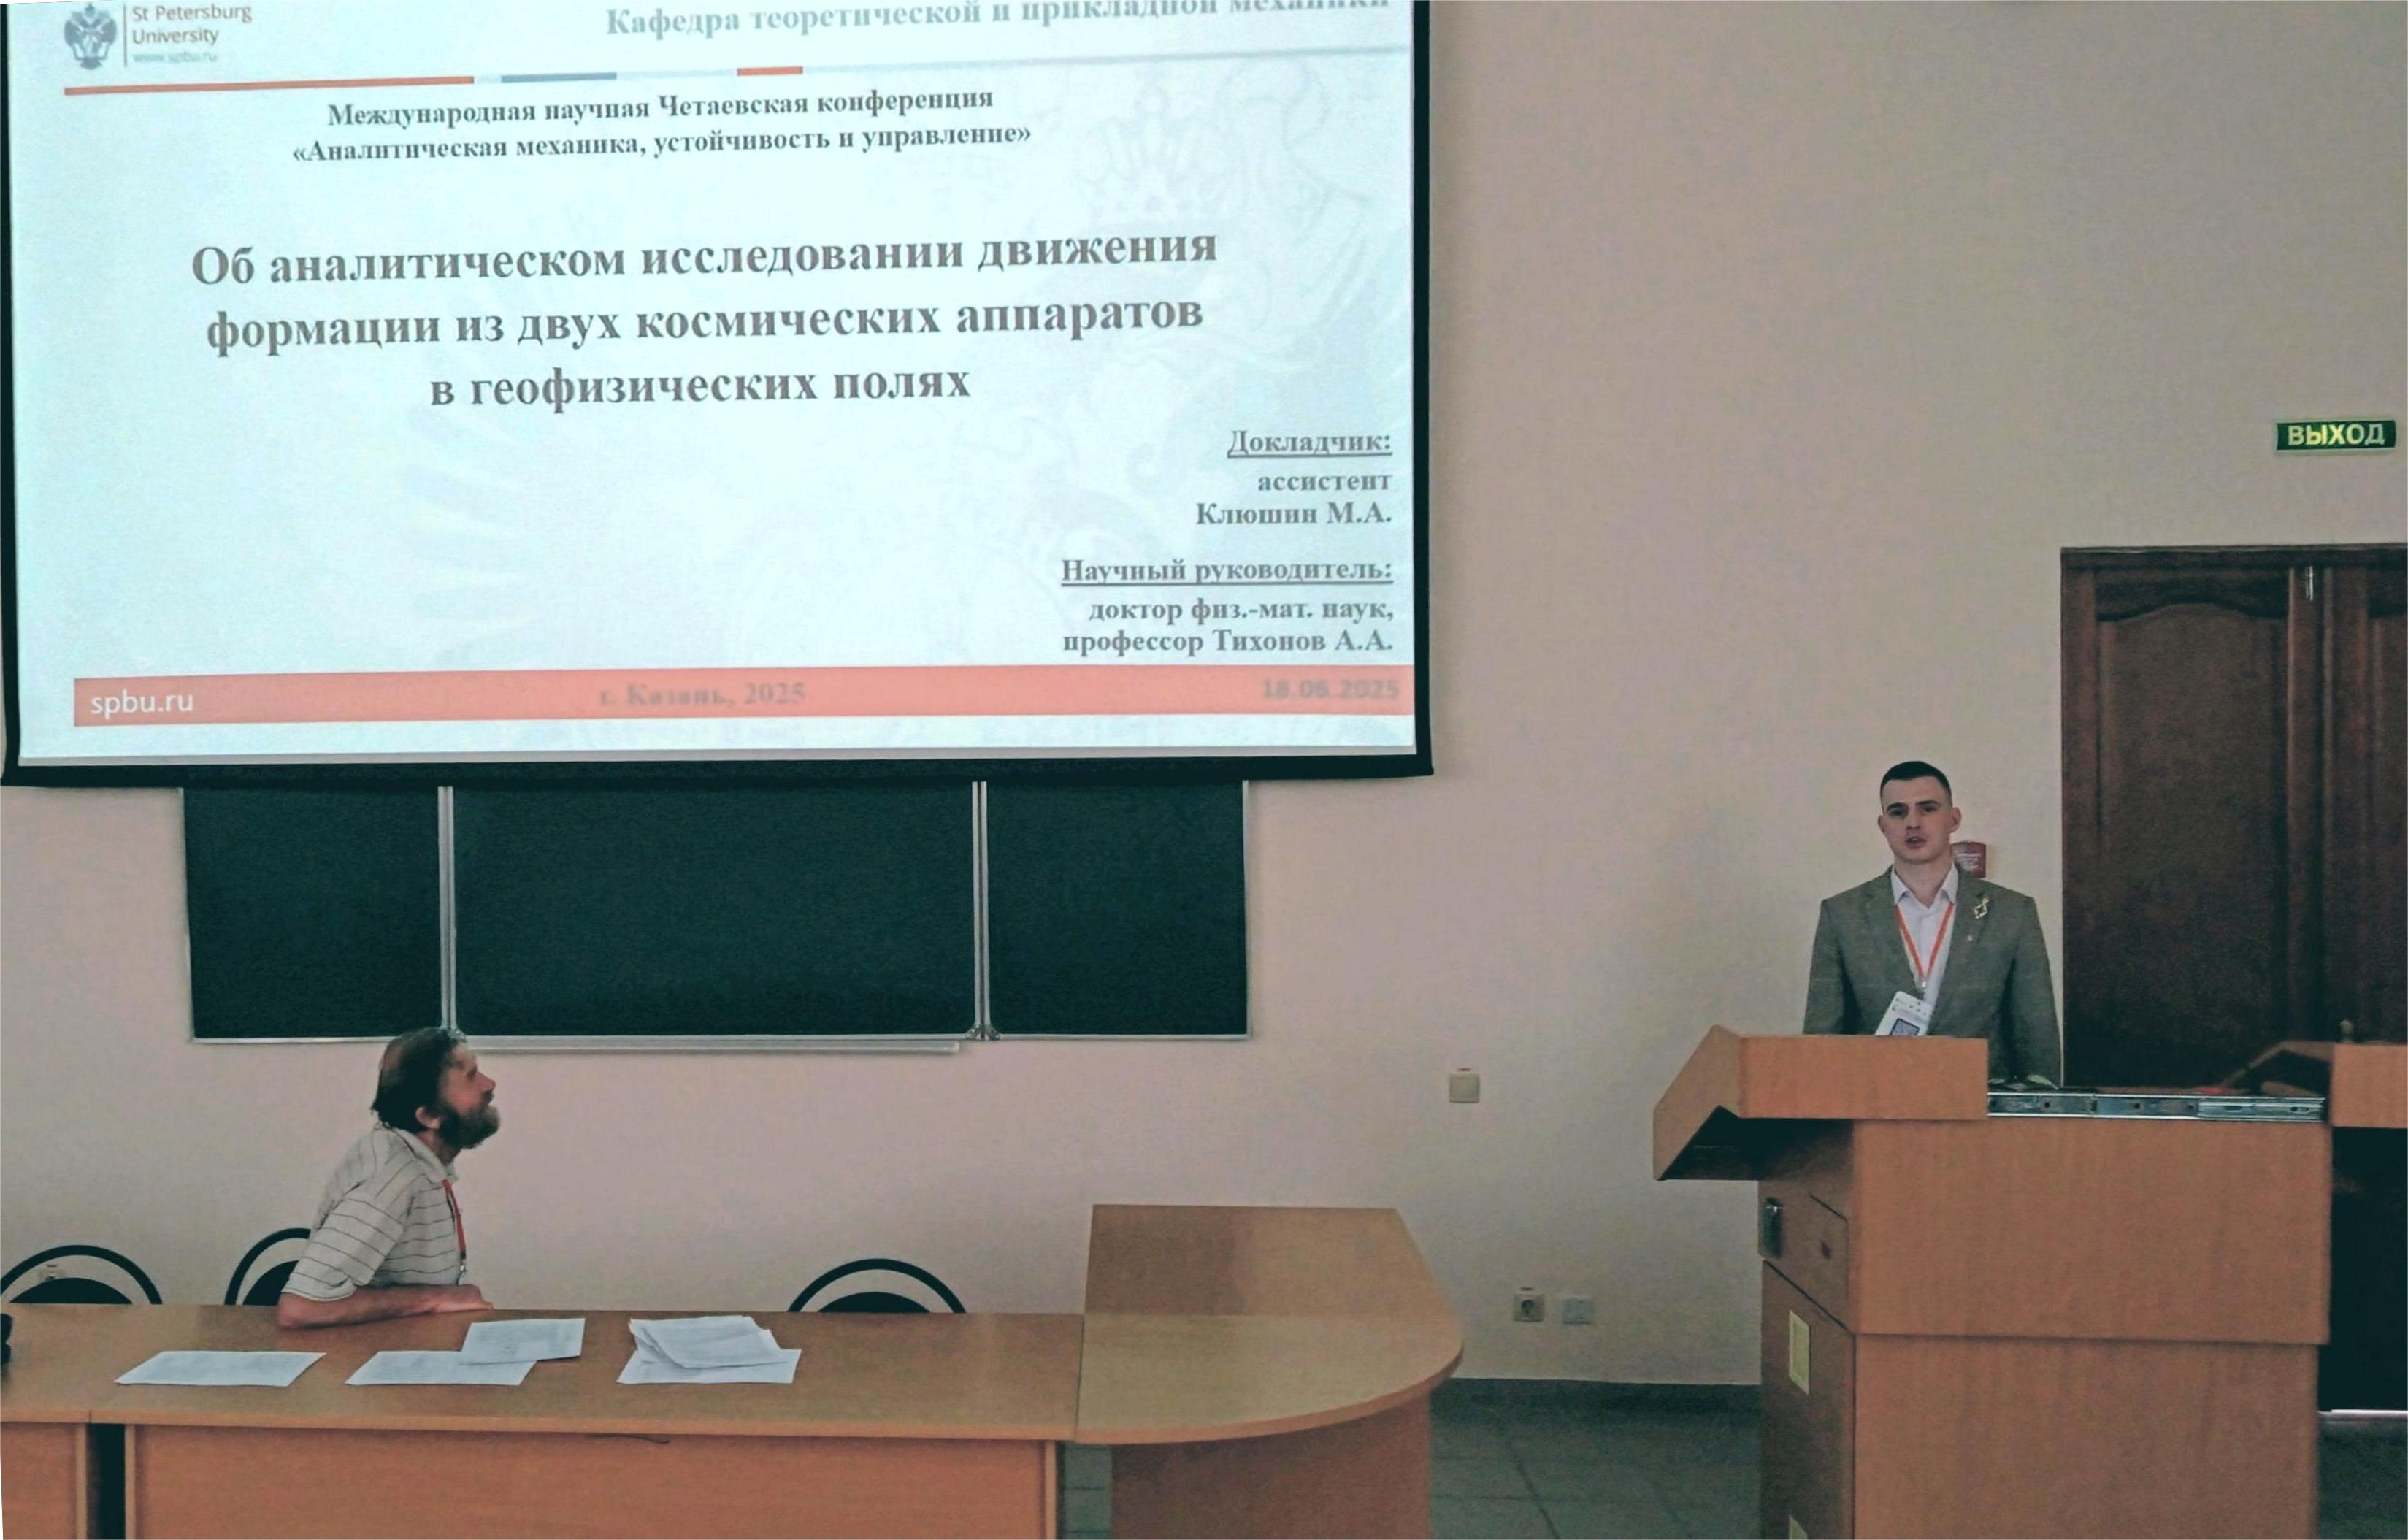 St Petersburg
University
www.spbu.ru
Кафедра теоретической и прикладной механики
Международная научная Четаевская конференция
«Аналитическая механика, устойчивость и управление»
Об аналитическом исследовании движения
формации из двух космических аппаратов
в геофизических полях
Докладчик:
ассистент
Клюшин М.А.
Научный руководитель:
доктор физ.-мат. наук,
профессор Тихонов А.А.
spbu.ru
г. Казань, 2025
18.06.2025
ВЫХОД